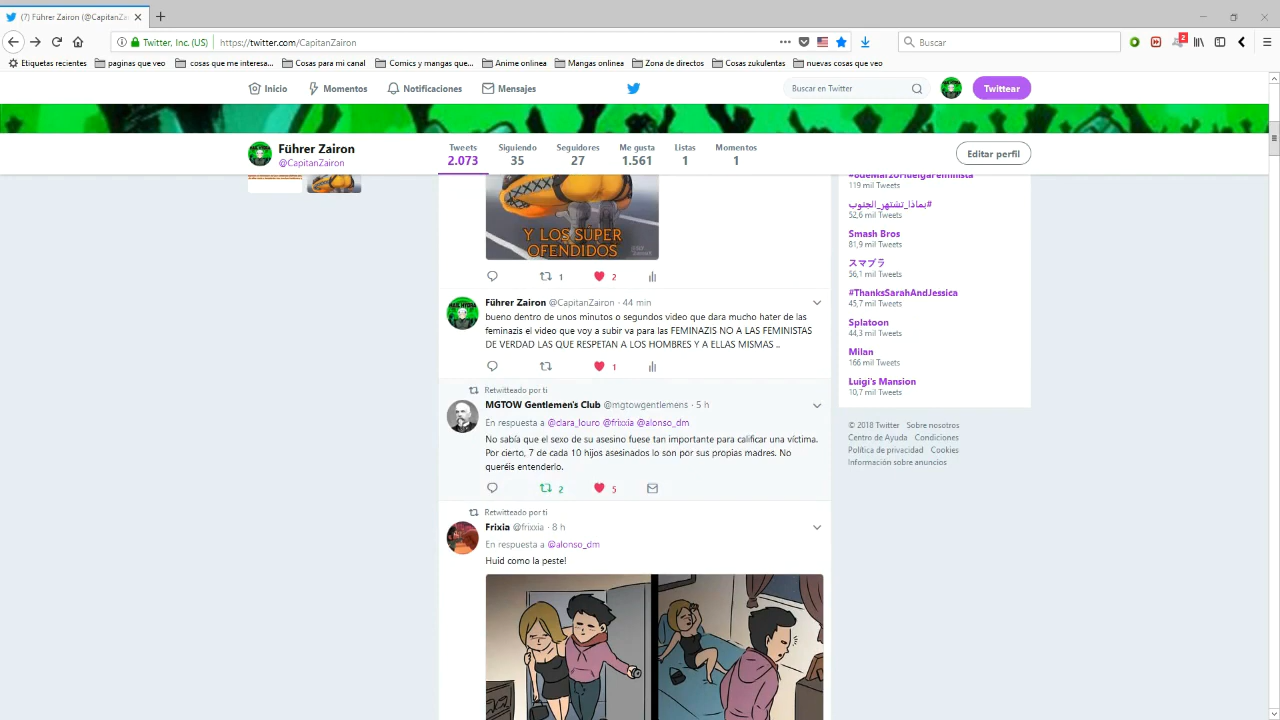 (7) Führer Zairon (@CapitanZai
Twitter, Inc. (US) https://twitter.com/CapitanZairon
Buscar
2
Etiquetas recientes paginas que veo cosas que me interesa... Cosas para mi canal Comics y mangas que... Anime onlinea Mangas onlinea Zona de directos Cosas zukulentas nuevas cosas que veo
Inicio Momentos Notificaciones Mensajes Buscar en Twitter Twittear
Führer Zairon
@CapitanZairon
Tweets Siguiendo Seguidores Me gusta Listas Momentos
2.073 35 27 1.561 1 1
Editar perfil
Y LOS SÚPER
OFENDIDOS
1 2
Führer Zairon @CapitanZairon · 44 min
bueno dentro de unos minutos o segundos video que dara mucho hater de las
feminazis el video que voy a subir va para las FEMINAZIS NO A LAS FEMINISTAS
DE VERDAD LAS QUE RESPETAN A LOS HOMBRES Y A ELLAS MISMAS ..
1
Retwitteado por ti
MGTOW Gentlemen's Club @mgtowgentlemens · 5 h
En respuesta a @clara_louro @frixxia @alonso_dm
No sabía que el sexo de su asesino fuese tan importante para calificar una víctima.
Por cierto, 7 de cada 10 hijos asesinados lo son por sus propias madres. No
queréis entenderlo.
2 5
Retwitteado por ti
Frixia @frixxia · 8 h
En respuesta a @alonso_dm
Huid como la peste!
#8deMarzoHuelgaFeminista
119 mil Tweets
#بماذا_تشتهر_الجنوب
52,6 mil Tweets
Smash Bros
81,9 mil Tweets
スマブラ
56,1 mil Tweets
#ThanksSarahAndJessica
45,7 mil Tweets
Splatoon
44,3 mil Tweets
Milan
166 mil Tweets
Luigi's Mansion
10,7 mil Tweets
© 2018 Twitter Sobre nosotros
Centro de Ayuda Condiciones
Política de privacidad Cookies
Información sobre anuncios